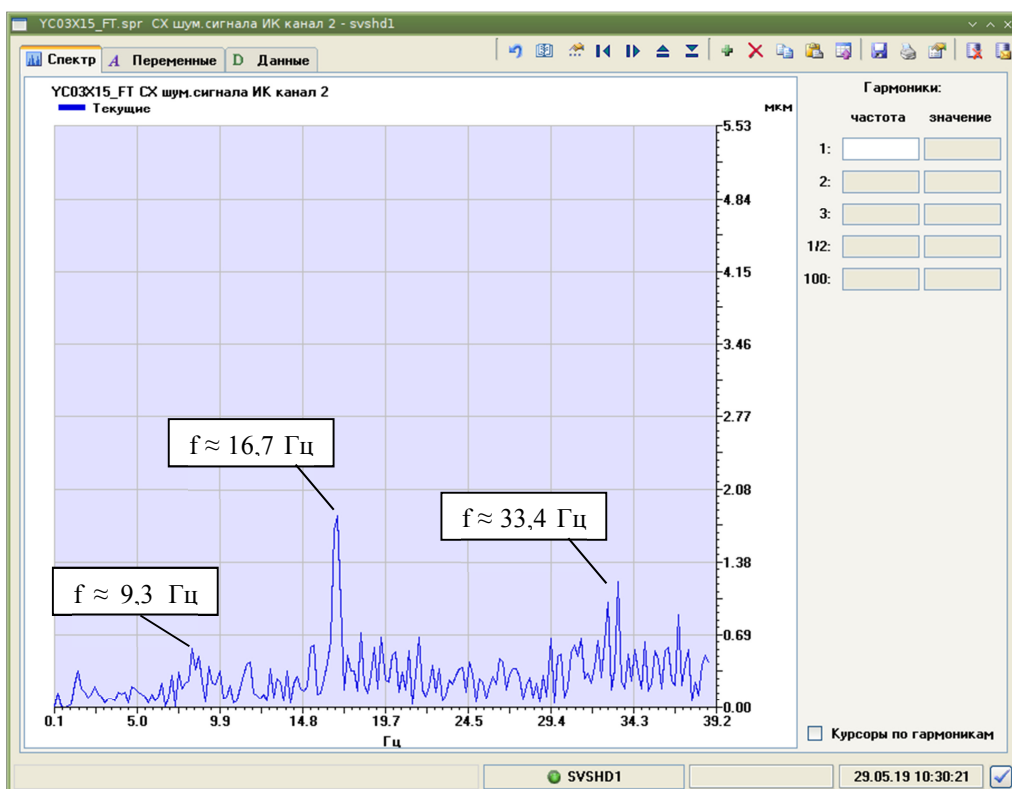 YC03X15_FT.spr СХ шум.сигнала ИК канал 2 - svshd1
Спектр A Переменные D Данные
YC03X15_FT СХ шум.сигнала ИК канал 2
Текущие
мкм
5.53
4.84
4.15
3.46
2.77
2.08
1.38
0.69
0.00
f ≈ 16,7 Гц
f ≈ 33,4 Гц
f ≈ 9,3 Гц
0.1 5.0 9.9 14.8 19.7 24.5 29.4 34.3 39.2
Гц
Гармоники:
частота значение
1:
2:
3:
1/2:
100:
Курсоры по гармоникам
SVSHD1
29.05.19 10:30:21